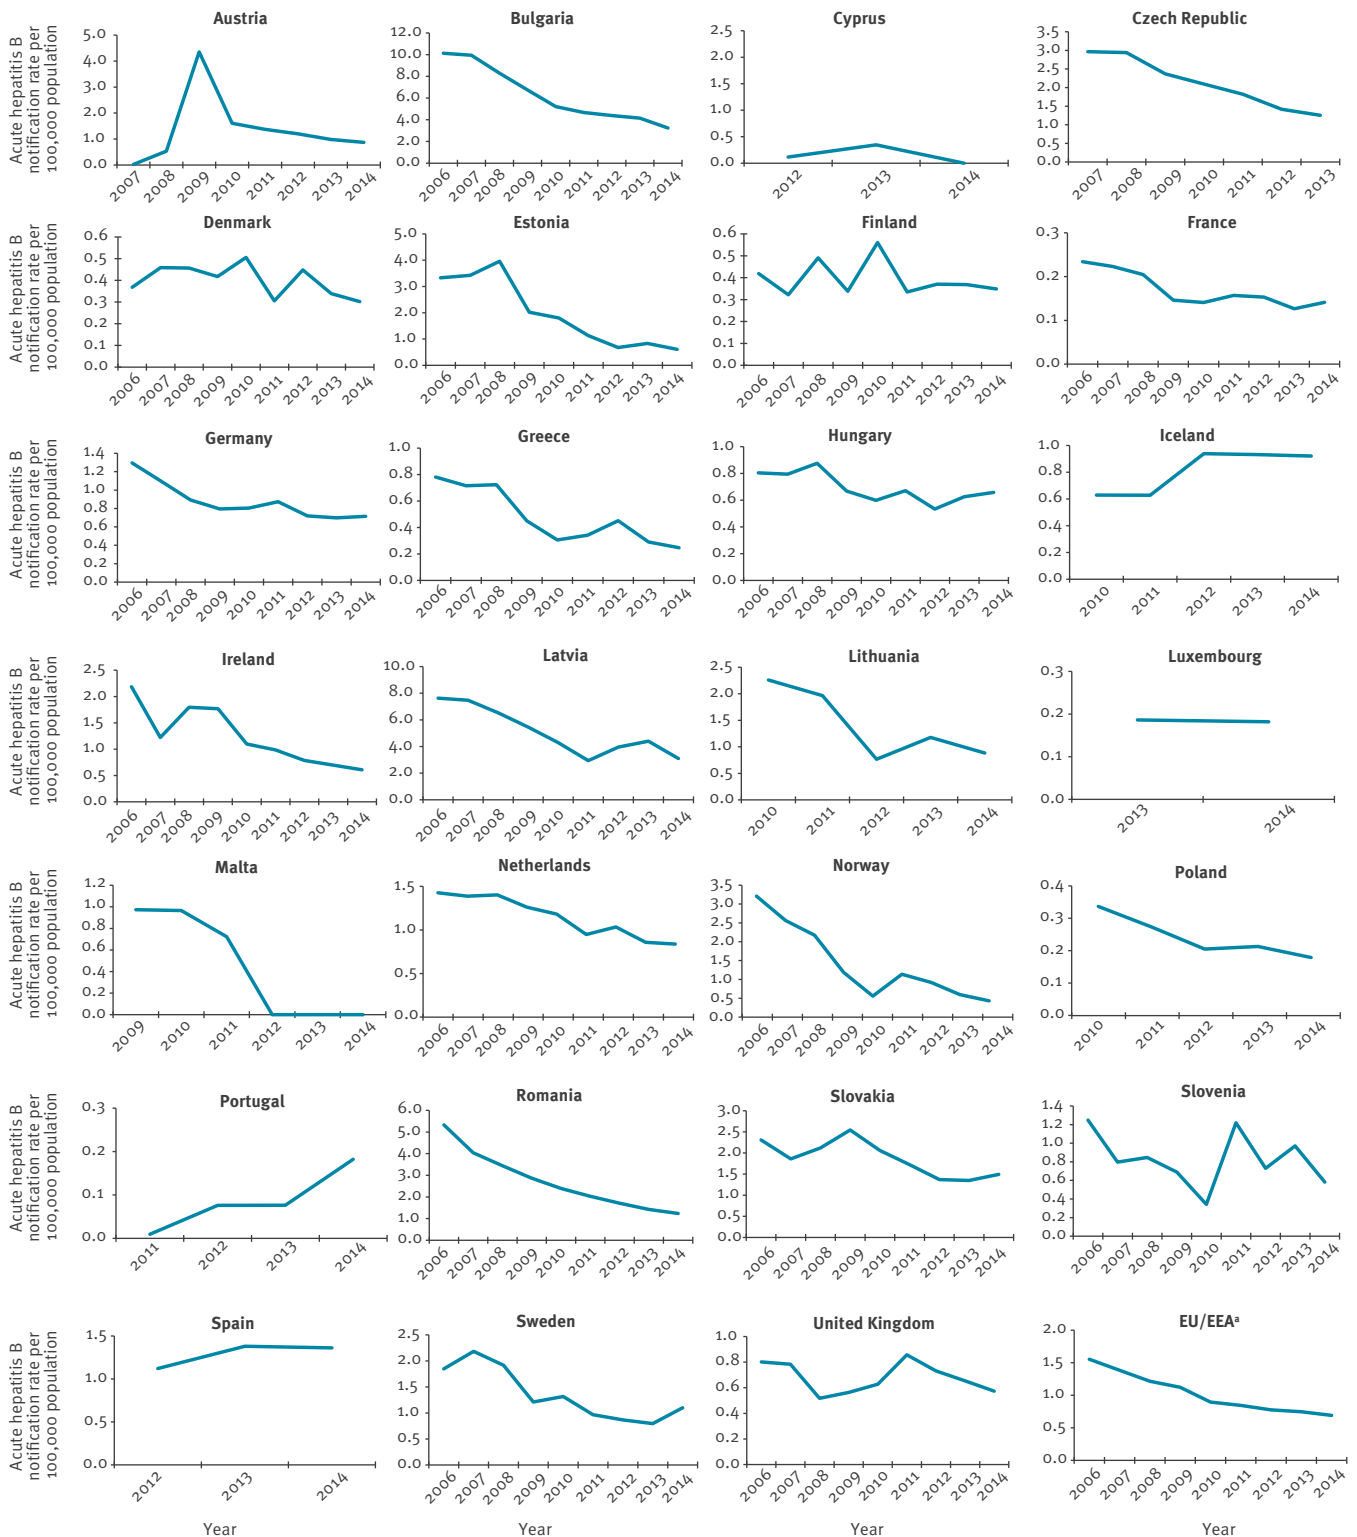 Austria
Acute hepatitis B
notification rate per
100,000 population
5.0
4.0
3.0
2.0
1.0
0.0
2007 2008 2009 2010 2011 2012 2013 2014
Bulgaria
12.0
10.0
8.0
6.0
4.0
2.0
0.0
2006 2007 2008 2009 2010 2011 2012 2013 2014
Cyprus
2.5
2.0
1.5
1.0
0.5
0.0
2012 2013 2014
Czech Republic
3.5
3.0
2.5
2.0
1.5
1.0
0.5
0.0
2007 2008 2009 2010 2011 2012 2013
Denmark
Acute hepatitis B
notification rate per
100,000 population
0.6
0.5
0.4
0.3
0.2
0.1
0.0
2006 2007 2008 2009 2010 2011 2012 2013 2014
Estonia
5.0
4.0
3.0
2.0
1.0
0.0
2006 2007 2008 2009 2010 2011 2012 2013 2014
Finland
0.6
0.5
0.4
0.3
0.2
0.1
0.0
2006 2007 2008 2009 2010 2011 2012 2013 2014
France
0.3
0.2
0.1
0.0
2006 2007 2008 2009 2010 2011 2012 2013 2014
Germany
Acute hepatitis B
notification rate per
100,000 population
1.4
1.2
1.0
0.8
0.6
0.4
0.2
0.0
2006 2007 2008 2009 2010 2011 2012 2013 2014
Greece
1.0
0.8
0.6
0.4
0.2
0.0
2006 2007 2008 2009 2010 2011 2012 2013 2014
Hungary
1.0
0.8
0.6
0.4
0.2
0.0
2006 2007 2008 2009 2010 2011 2012 2013 2014
Iceland
1.0
0.8
0.6
0.4
0.2
0.0
2010 2011 2012 2013 2014
Ireland
Acute hepatitis B
notification rate per
100,000 population
2.5
2.0
1.5
1.0
0.5
0.0
2006 2007 2008 2009 2010 2011 2012 2013 2014
Latvia
10.0
8.0
6.0
4.0
2.0
0.0
2006 2007 2008 2009 2010 2011 2012 2013 2014
Lithuania
2.5
2.0
1.5
1.0
0.5
0.0
2010 2011 2012 2013 2014
Luxembourg
0.3
0.2
0.1
0.0
2013 2014
Malta
Acute hepatitis B
notification rate per
100,000 population
1.2
1.0
0.8
0.6
0.4
0.2
0.0
2009 2010 2011 2012 2013 2014
Netherlands
1.5
1.0
0.5
0.0
2006 2007 2008 2009 2010 2011 2012 2013 2014
Norway
3.5
3.0
2.5
2.0
1.5
1.0
0.5
0.0
2006 2007 2008 2009 2010 2011 2012 2013 2014
Poland
0.4
0.3
0.2
0.1
0.0
2010 2011 2012 2013 2014
Portugal
Acute hepatitis B
notification rate per
100,000 population
0.3
0.2
0.1
0.0
2011 2012 2013 2014
Romania
6.0
5.0
4.0
3.0
2.0
1.0
0.0
2006 2007 2008 2009 2010 2011 2012 2013 2014
Slovakia
3.0
2.5
2.0
1.5
1.0
0.5
0.0
2006 2007 2008 2009 2010 2011 2012 2013 2014
Slovenia
1.4
1.2
1.0
0.8
0.6
0.4
0.2
0.0
2006 2007 2008 2009 2010 2011 2012 2013 2014
Spain
Acute hepatitis B
notification rate per
100,000 population
1.5
1.0
0.5
0.0
2012 2013 2014
Year
Sweden
2.5
2.0
1.5
1.0
0.5
0.0
2006 2007 2008 2009 2010 2011 2012 2013 2014
Year
United Kingdom
1.0
0.8
0.6
0.4
0.2
0.0
2006 2007 2008 2009 2010 2011 2012 2013 2014
Year
EU/EEAᵃ
2.0
1.5
1.0
0.5
0.0
2006 2007 2008 2009 2010 2011 2012 2013 2014
Year